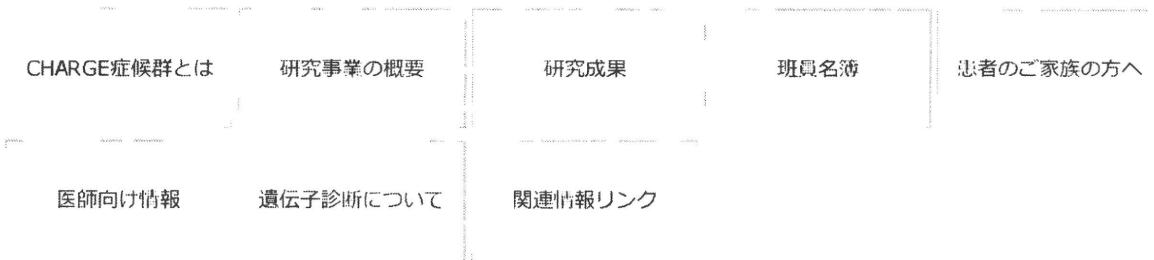 CHARGE症候群とは 研究事業の概要 研究成果 班員名簿 患者のご家族の方へ
医師向け情報 遺伝子診断について 関連情報リンク